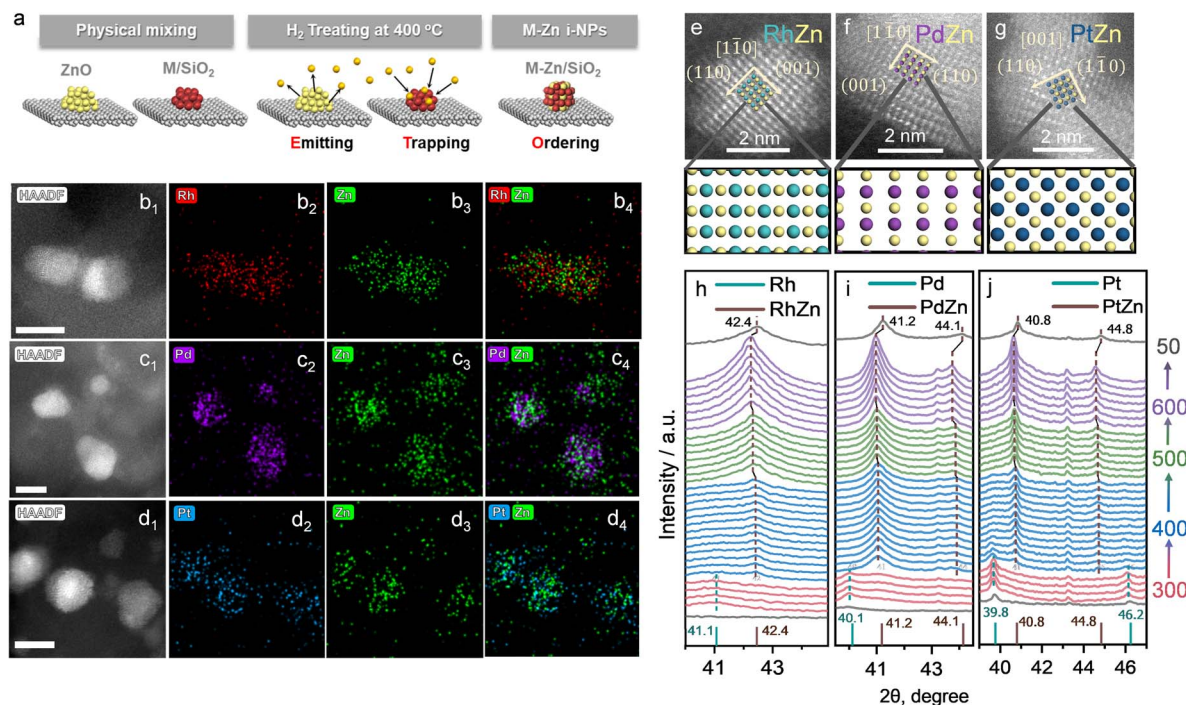 a
Physical mixing
H₂ Treating at 400 ºC
M-Zn i-NPs
ZnO
M/SiO₂
M-Zn/SiO₂
Emitting
Trapping
Ordering
HAADF
b₁
Rh
b₂
Zn
b₃
Rh Zn
b₄
HAADF
c₁
Pd
c₂
Zn
c₃
Pd Zn
c₄
HAADF
d₁
Pt
d₂
Zn
d₃
Pt Zn
d₄
e
RhZn
[11̄0]
(110)
(001)
2 nm
f
[11̄0]
PdZn
(001)
(110)
2 nm
g
[001]
PtZn
(110)
(11̄0)
2 nm
h
Rh
RhZn
42.4
41.1
42.4
41
43
i
Pd
PdZn
41.2
44.1
40.1
41.2
44.1
41
43
j
Pt
PtZn
40.8
44.8
39.8
40.8
44.8
46.2
40
42
44
46
50
600
500
400
300
Intensity / a.u.
2θ, degree